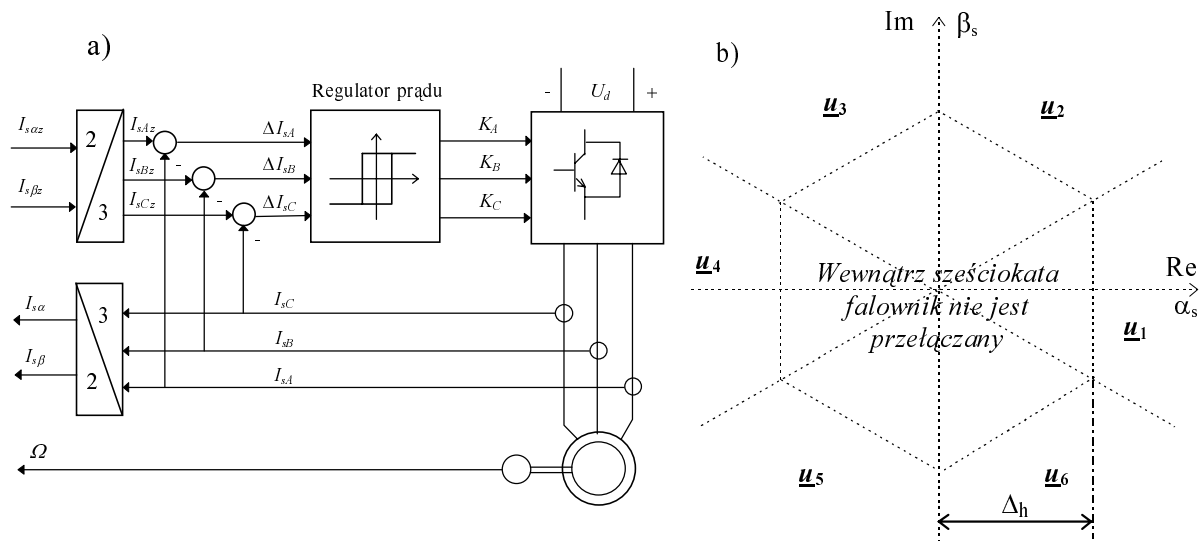 a)
Regulator prądu
- U_d +
I_sαz
2
I_sAz
ΔI_sA
K_A
-
I_sBz
ΔI_sB
K_B
I_sβz
3
-
I_sCz
ΔI_sC
K_C
-
I_sα
3
I_sC
I_sβ
I_sB
2
I_sA
Ω
b)
Im β_s
u_3
u_2
u_4
Wewnątrz sześciokata
falownik nie jest
przełączany
Re
α_s
u_1
u_5
u_6
Δ_h